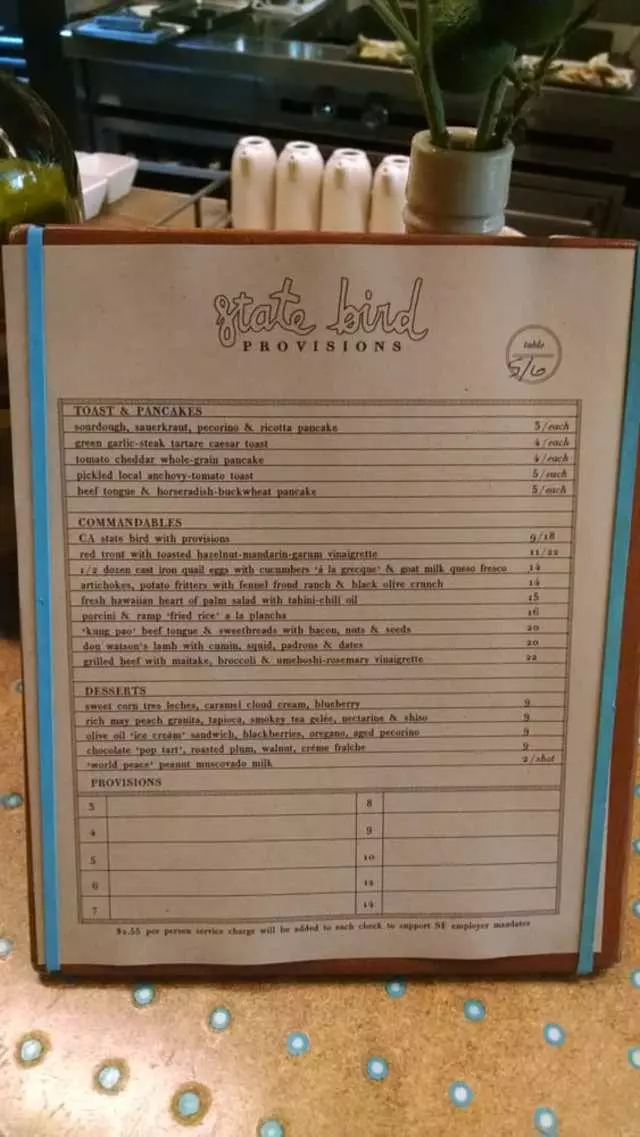 state bird
PROVISIONS
table
5/6
TOAST & PANCAKES
sourdough, sauerkraut, pecorino & ricotta pancake 3/each
green garlic-steak tartare caesar toast 4/each
tomato cheddar whole-grain pancake 4/each
pickled local anchovy-tomato toast 5/each
beef tongue & horseradish-buckwheat pancake 5/each
COMMANDABLES
CA state bird with provisions 9/18
red trout with toasted hazelnut-mandarin-garum vinaigrette 11/22
1/2 dozen cast iron quail eggs with cucumbers 'á la grecque' & goat milk queso fresco 14
artichokes, potato fritters with fennel frond ranch & black olive crunch 14
fresh hawaiian heart of palm salad with tahini-chili oil 15
porcini & ramp 'fried rice' a la plancha 16
'kung pao' beef tongue & sweetbreads with bacon, nuts & seeds 20
don watson's lamb with cumin, squid, padrons & dates 20
grilled beef with maitake, broccoli & umeboshi-rosemary vinaigrette 22
DESSERTS
sweet corn tres leches, caramel cloud cream, blueberry 9
rich may peach granita, tapioca, smokey tea gelée, nectarine & shiso 9
olive oil 'ice cream' sandwich, blackberries, oregano, aged pecorino 9
chocolate 'pop tart', roasted plum, walnut, créme fraîche 9
'world peace' peanut muscovado milk 2/shot
PROVISIONS
3 8
4 9
5 10
6 12
7 14
per person service charge will be added to each check to support SF employer mandates